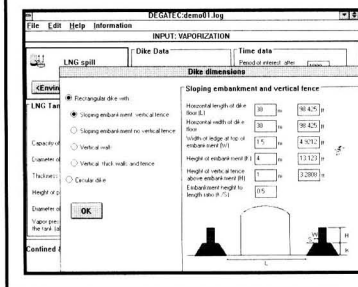 DEGATEC:demo01.log
File Edit Help Information
INPUT: VAPORIZATION
Dike Data
Time data
LNG spill
Period of interest after
Dike dimensions
<Envin
LNG Tan
Capacity of
Diameter of
Thickness
Height of p
Diameter of
Vapor pres
the tank (a
Confined &
Rectangular dike with:
Sloping embankment vertical fence
Sloping embankment no vertical fence
Vertical wall
Vertical thick wall and fence
Circular dike
OK
Sloping embankment and vertical fence
Horizontal length of dike floor (L) 30 m 98.425 ft
Horizontal width of dike floor 30 m 98.425 ft
Width of ledge at top of embankment (W) 1.5 m 4.9212 ft
Height of embankment (K) 4 m 13.123 ft
Height of vertical fence above embankment (H) 1 m 3.2808 ft
Embankment height to length ratio (K/S) 0.5
W
H
K
S
L